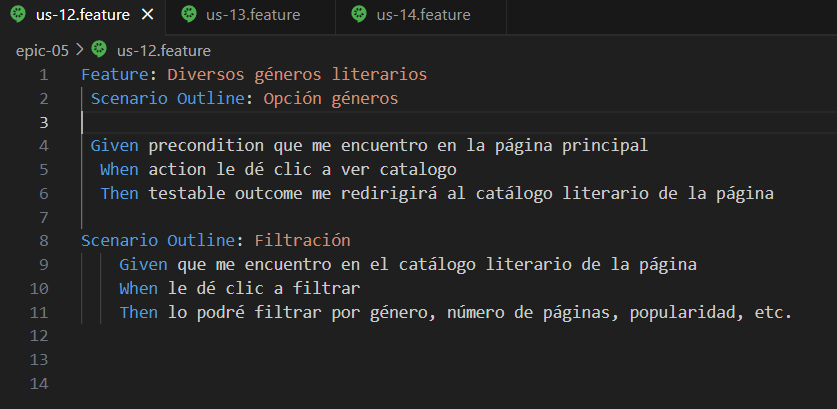 us-12.feature
us-13.feature
us-14.feature
epic-05 > us-12.feature
1 Feature: Diversos géneros literarios
2 Scenario Outline: Opción géneros
3
4 Given precondition que me encuentro en la página principal
5 When action le dé clic a ver catalogo
6 Then testable outcome me redirigirá al catálogo literario de la página
7
8 Scenario Outline: Filtración
9 Given que me encuentro en el catálogo literario de la página
10 When le dé clic a filtrar
11 Then lo podré filtrar por género, número de páginas, popularidad, etc.
12
13
14